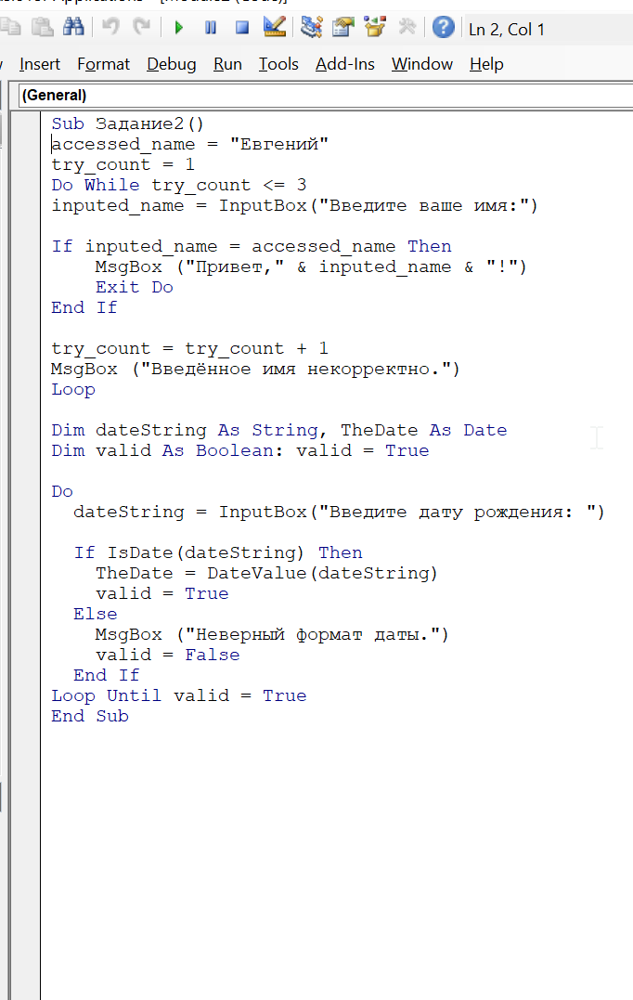 Ln 2, Col 1
Insert Format Debug Run Tools Add-Ins Window Help
(General)
Sub Задание2()
accessed_name = "Евгений"
try_count = 1
Do While try_count <= 3
inputed_name = InputBox("Введите ваше имя:")
If inputed_name = accessed_name Then
MsgBox ("Привет," & inputed_name & "!")
Exit Do
End If
try_count = try_count + 1
MsgBox ("Введённое имя некорректно.")
Loop
Dim dateString As String, TheDate As Date
Dim valid As Boolean: valid = True
Do
dateString = InputBox("Введите дату рождения: ")
If IsDate(dateString) Then
TheDate = DateValue(dateString)
valid = True
Else
MsgBox ("Неверный формат даты.")
valid = False
End If
Loop Until valid = True
End Sub